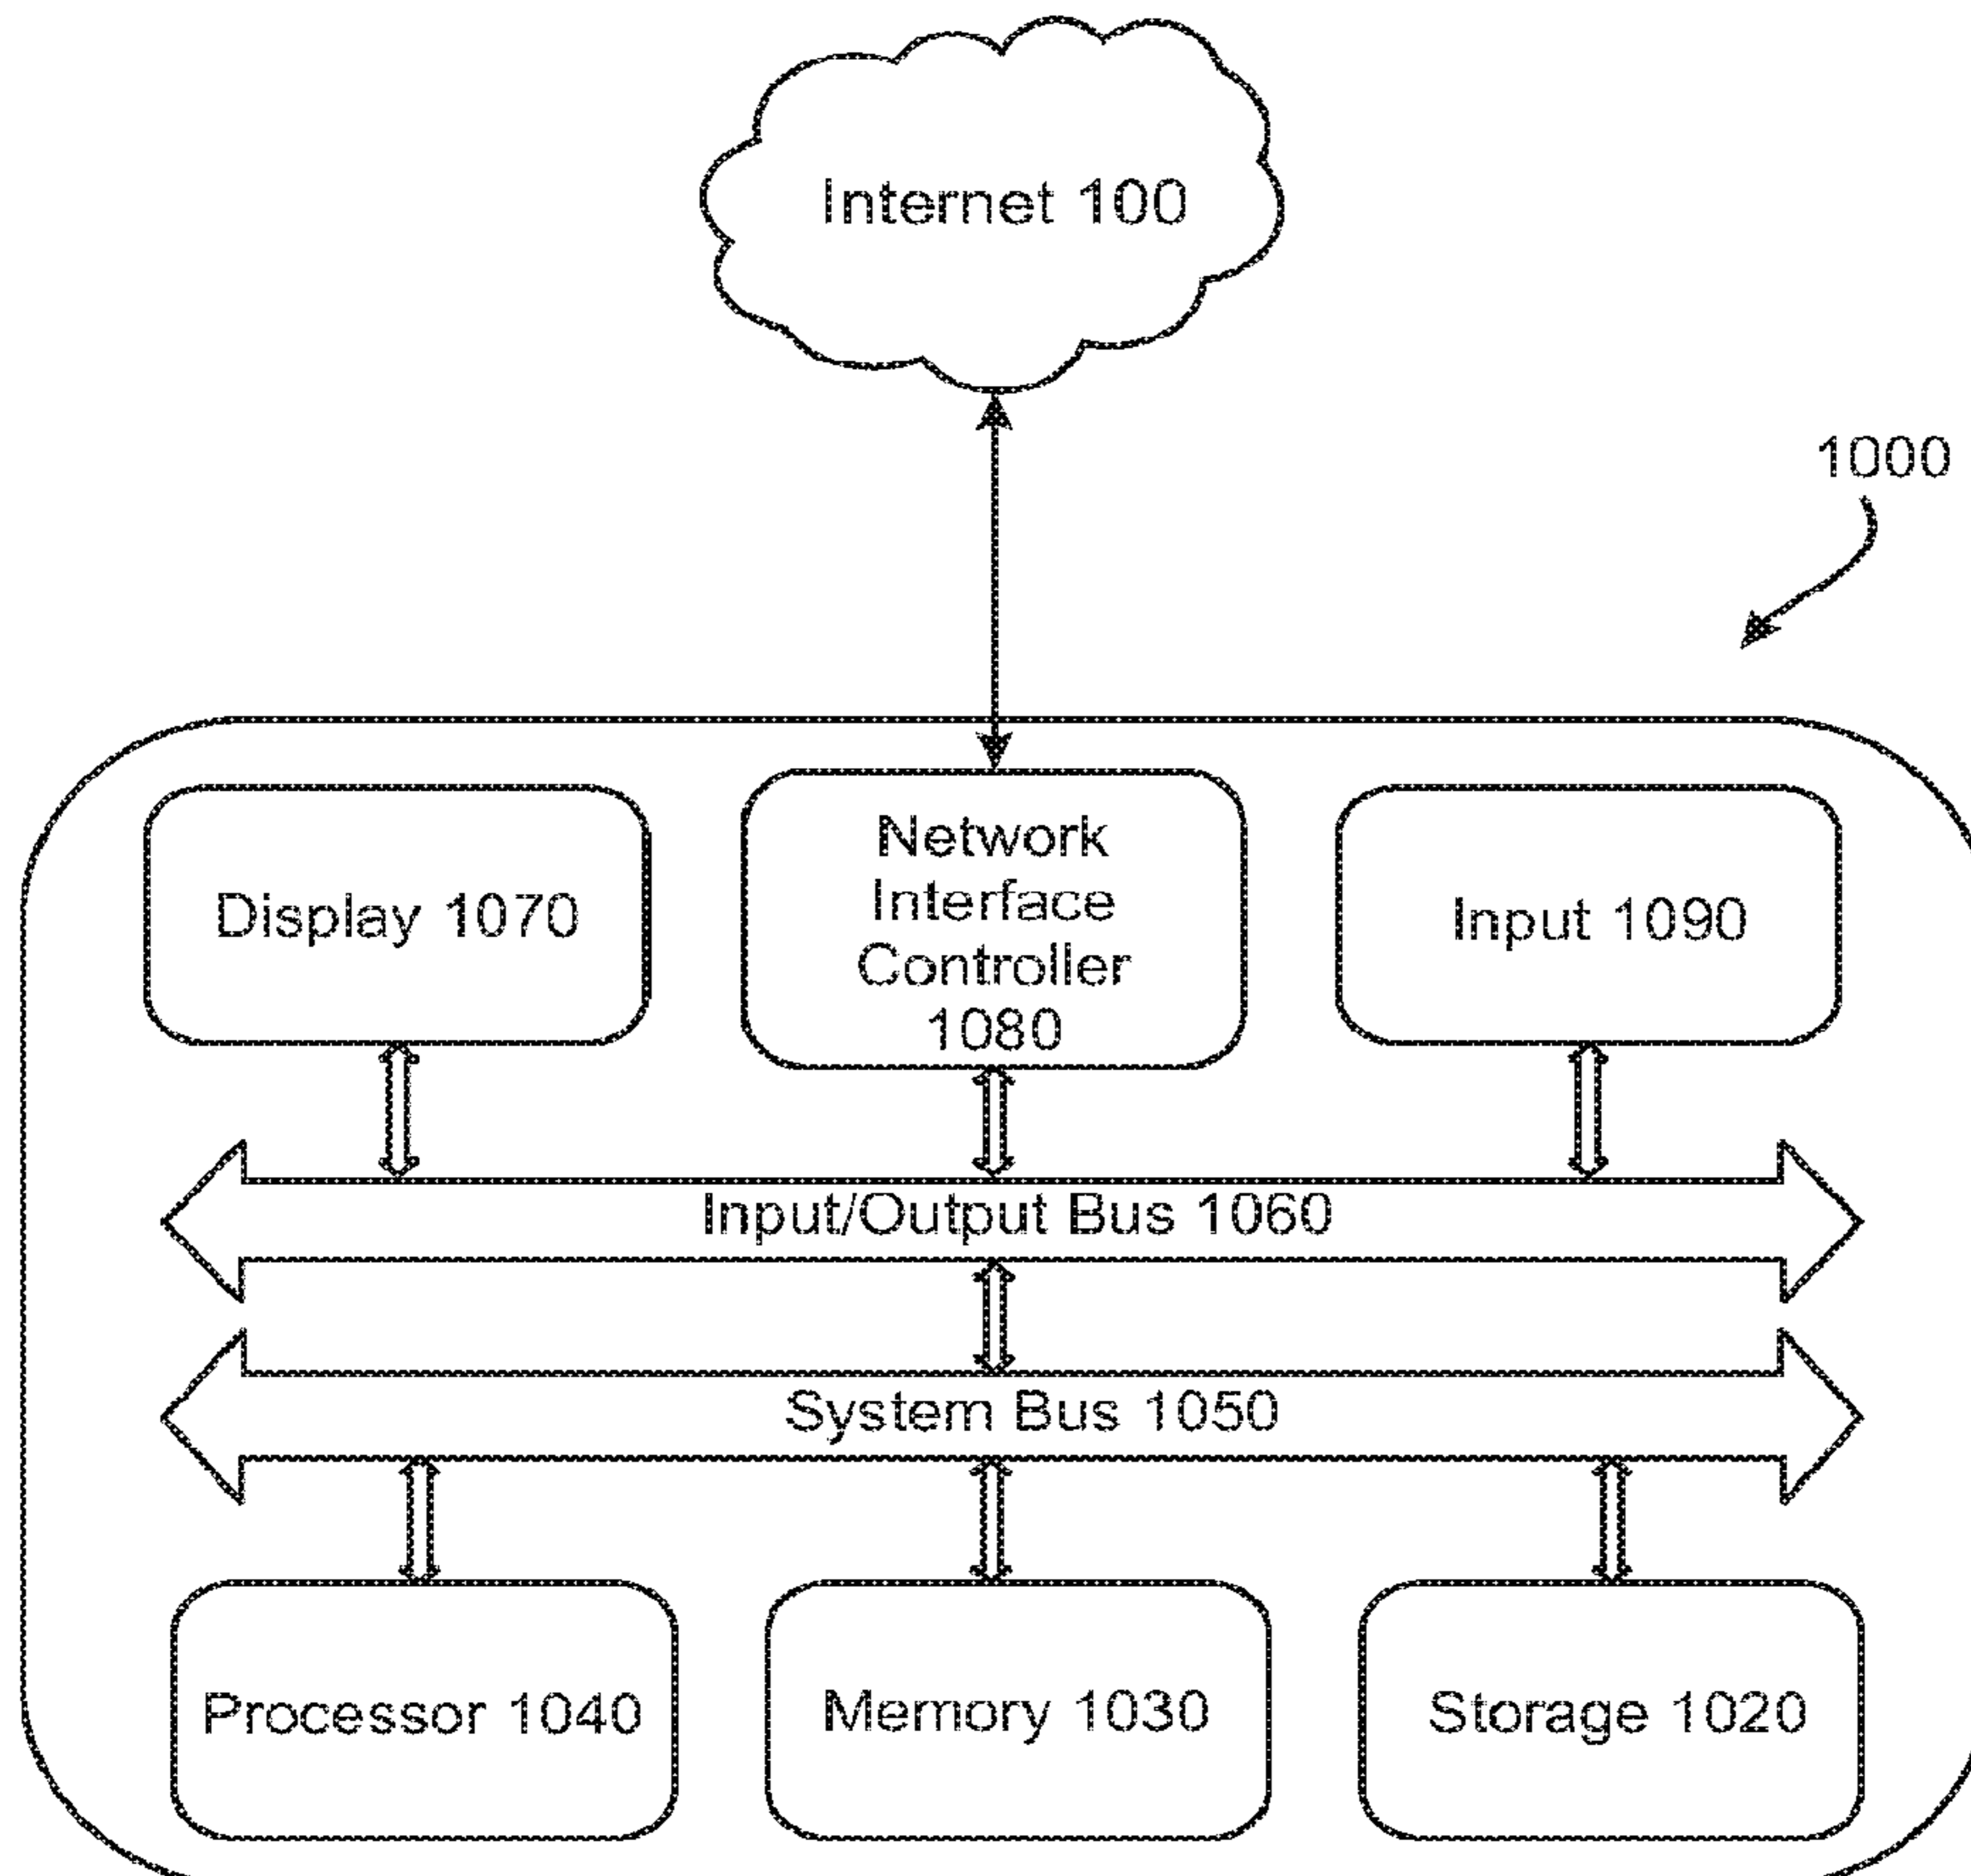 Internet 100
1000
Display 1070
Network
Interface
Controller
1080
Input 1090
Input/Output Bus 1060
System Bus 1050
Processor 1040
Memory 1030
Storage 1020